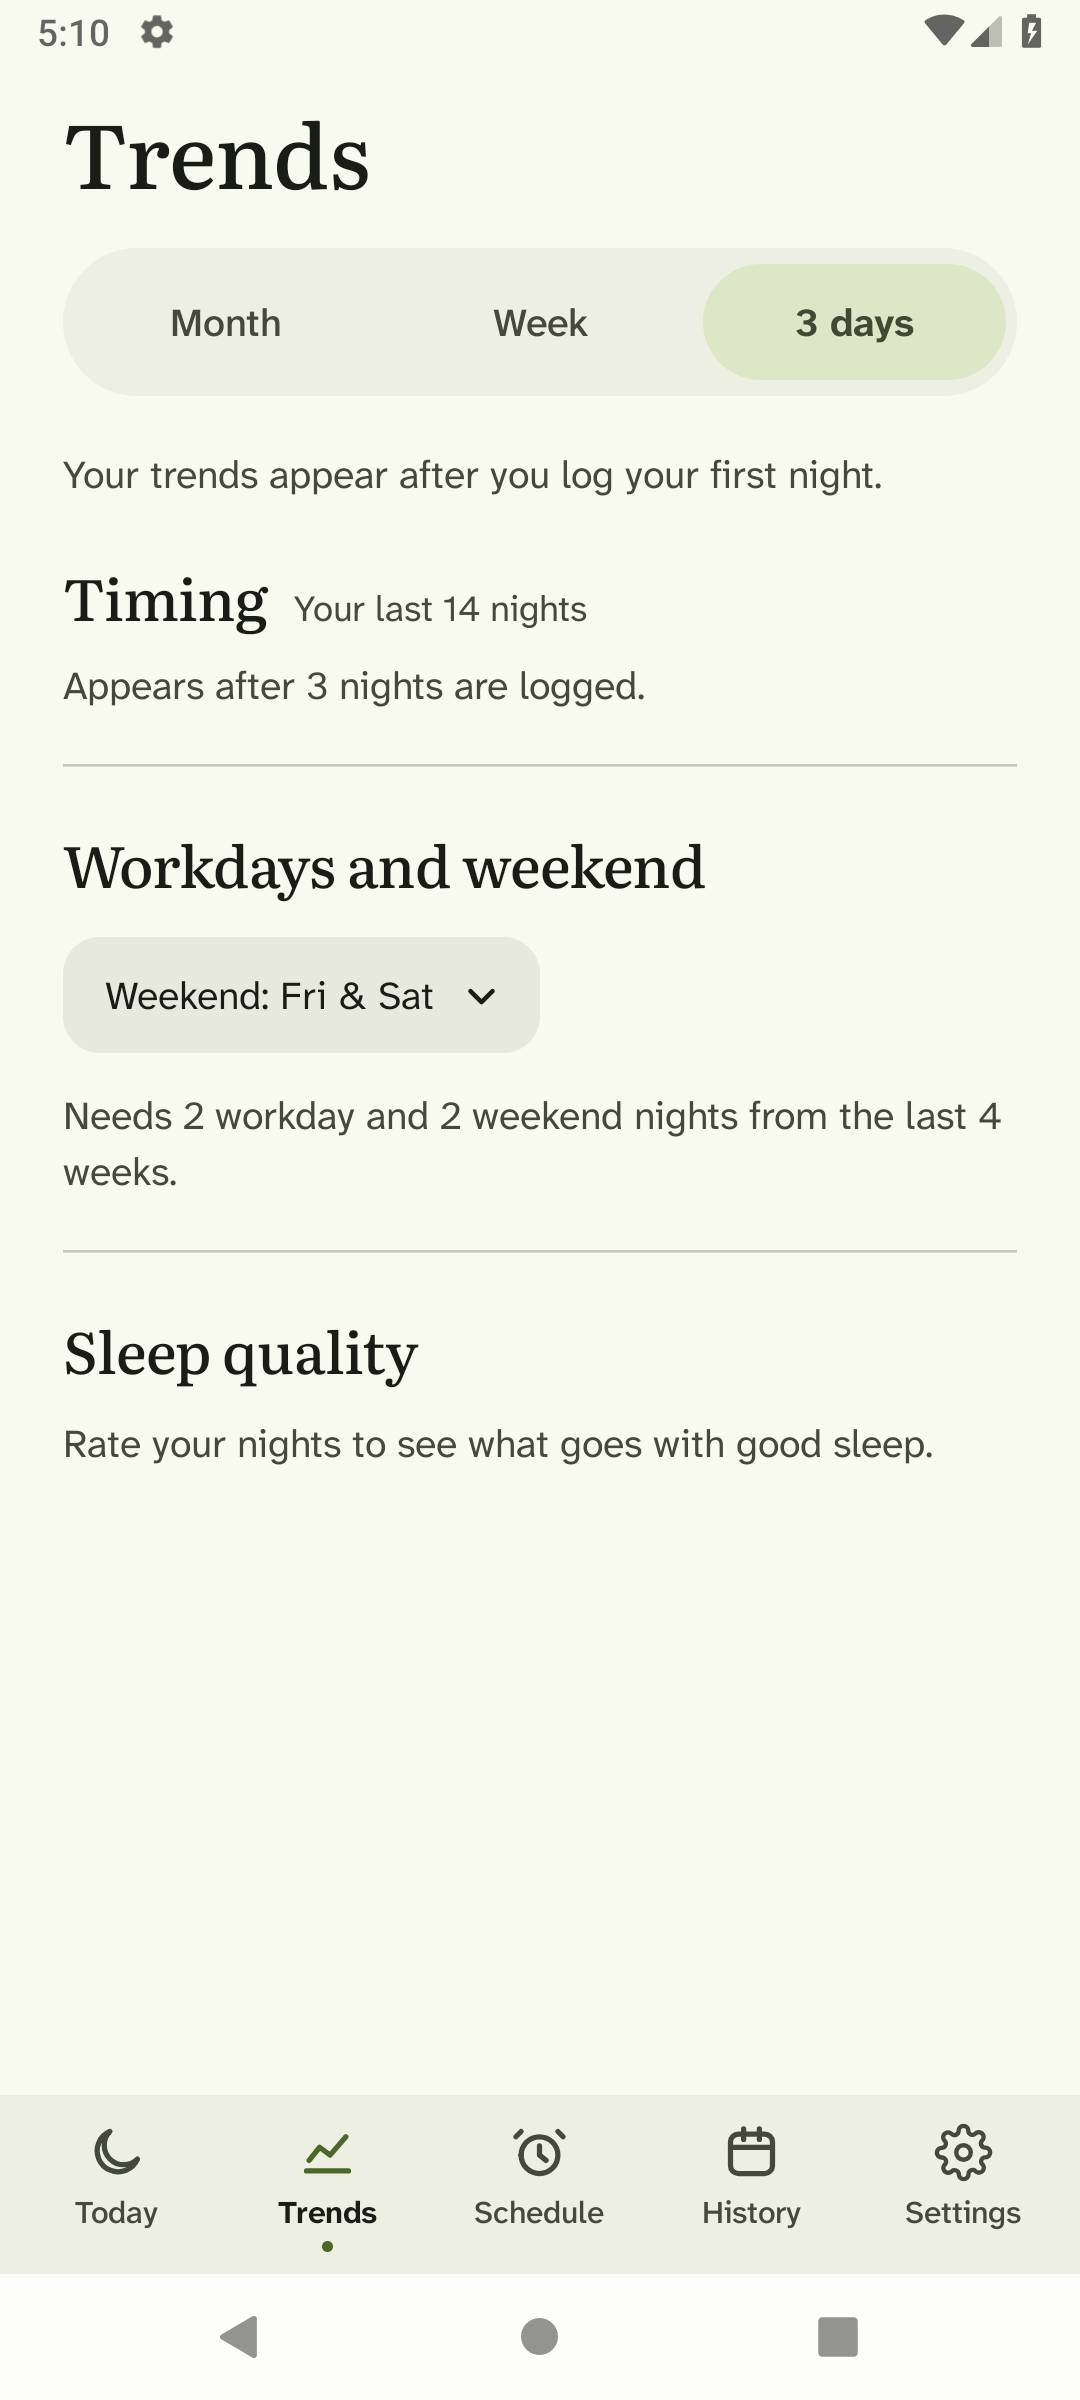 5:10
Trends
Month
Week
3 days
Your trends appear after you log your first night.
Timing Your last 14 nights
Appears after 3 nights are logged.
Workdays and weekend
Weekend: Fri & Sat
Needs 2 workday and 2 weekend nights from the last 4
weeks.
Sleep quality
Rate your nights to see what goes with good sleep.
Today
Trends
Schedule
History
Settings